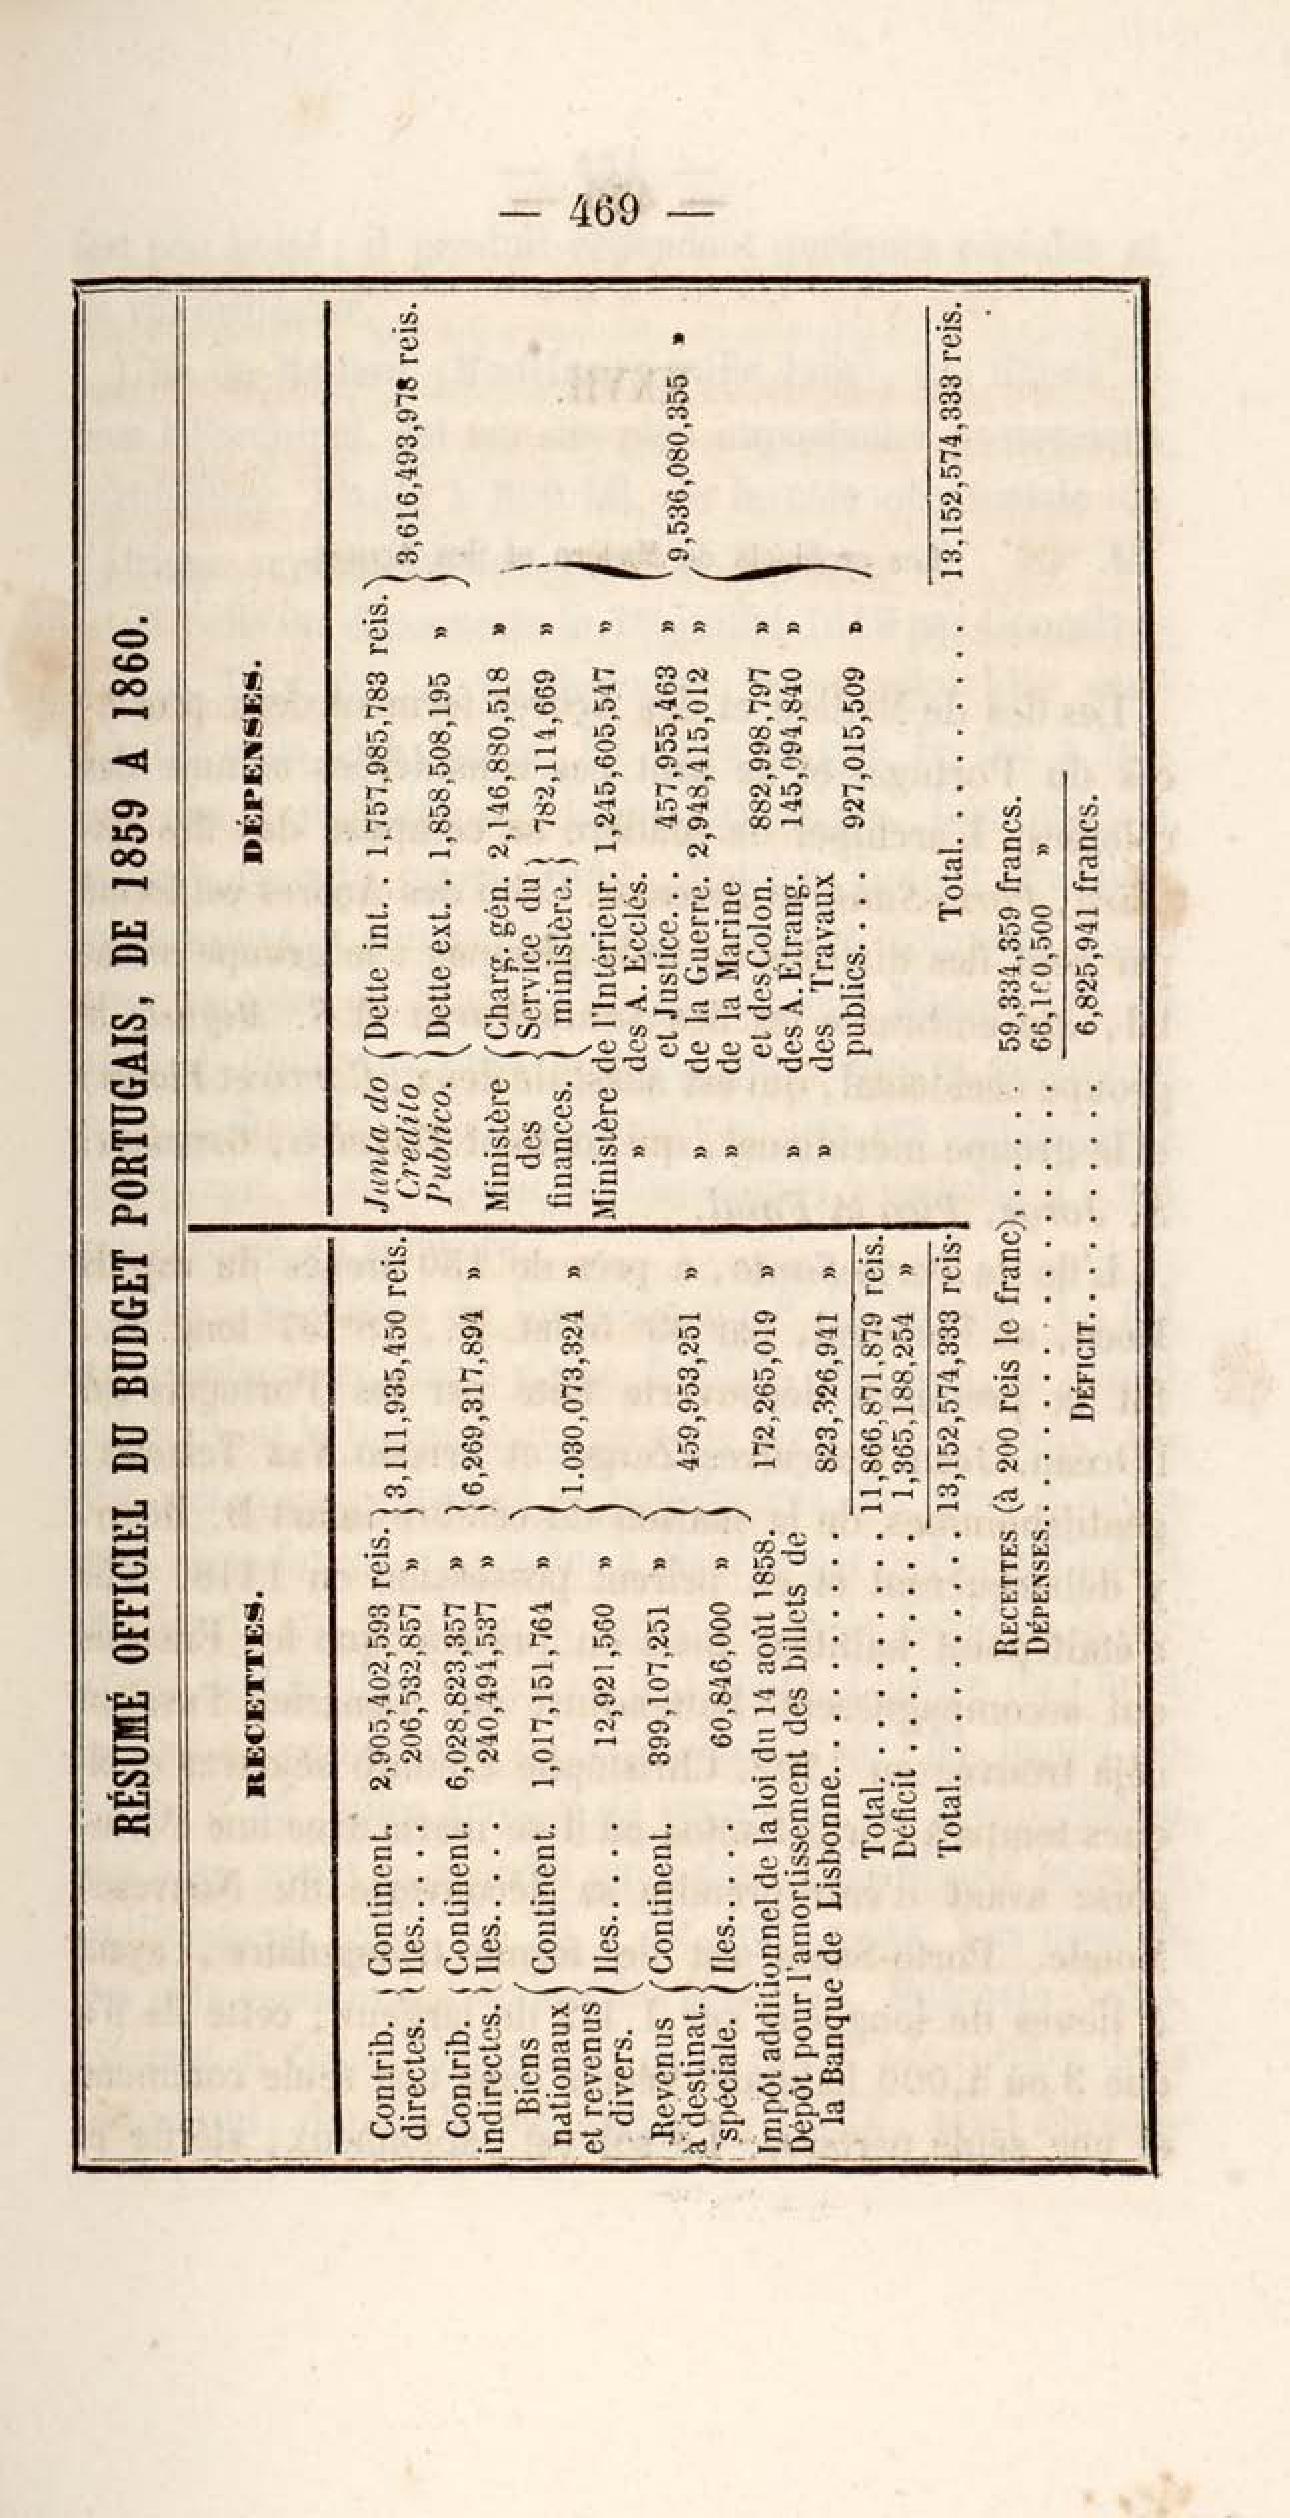 — 469 —
RÉSUMÉ OFFICIEL DU BUDGET PORTUGAIS, DE 1859 A 1860.
RECETTES.
Contrib. directes. { Continent. 2,905,402,593 reis. } 3,111,935,450 reis.
{ Iles..... 206,532,857 »
Contrib. indirectes. { Continent. 6,028,823,357 » } 6,269,317,894 »
{ Iles..... 240,494,537 »
Biens nationaux et revenus divers. { Continent. 1,017,151,764 » } 1.030,073,324 »
{ Iles..... 12,921,560 »
Revenus à destinat. spéciale. { Continent. 399,107,251 » } 459,953,251 »
{ Iles..... 60,846,000 »
Impôt additionnel de la loi du 14 août 1858. 172,265,019 »
Dépôt pour l'amortissement des billets de
la Banque de Lisbonne......... 823,326,941 »
Total......... 11,866,871,879 reis.
Déficit ....... 1,365,188,254 »
Total......... 13,152,574,333 reis.
DÉPENSES.
Junta do Credito Publico. { Dette int. . 1,757,985,783 reis. } 3,616,493,978 reis.
{ Dette ext. . 1,858,508,195 »
Ministère des finances. { Charg. gén. 2,146,880,518 »
{ Service du ministère. } 782,114,669 »
Ministère de l'Intérieur. 1,245,605,547 »
» des A. Ecclés.
et Justice... 457,955,463 » } 9,536,080,355 »
» de la Guerre. 2,948,415,012 »
» de la Marine
et des Colon. 882,998,797 »
» des A. Etrang. 145,094,840 »
» des Travaux
publics.... 927,015,509 »
Total......... 13,152,574,333 reis.
RECETTES (à 200 reis le franc),..... 59,334,359 francs.
DÉPENSES................ 66,160,500 »
DÉFICIT......... 6,825,941 francs.